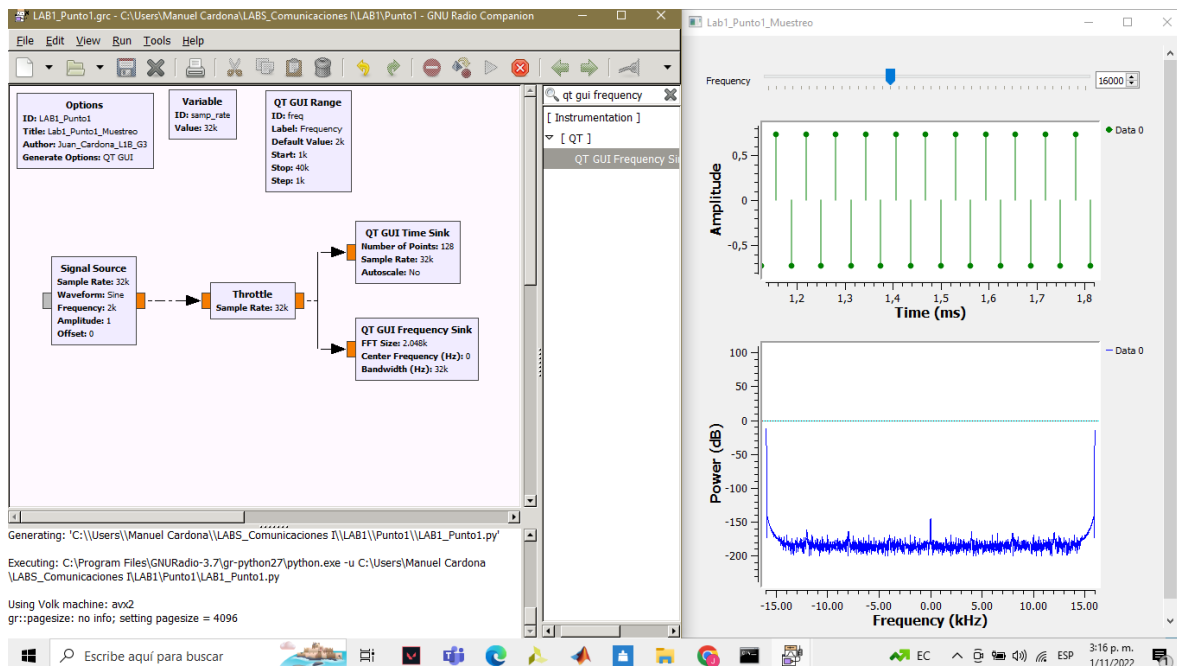 LAB1_Punto1.grc - C:\Users\Manuel Cardona\LABS_Comunicaciones I\LAB1\Punto1 - GNU Radio Companion
File Edit View Run Tools Help
Options
ID: LAB1_Punto1
Title: Lab1_Punto1_Muestreo
Author: Juan_Cardona_L1B_G3
Generate Options: QT GUI
Variable
ID: samp_rate
Value: 32k
QT GUI Range
ID: freq
Label: Frequency
Default Value: 2k
Start: 1k
Stop: 40k
Step: 1k
Signal Source
Sample Rate: 32k
Waveform: Sine
Frequency: 2k
Amplitude: 1
Offset: 0
Throttle
Sample Rate: 32k
QT GUI Time Sink
Number of Points: 128
Sample Rate: 32k
Autoscale: No
QT GUI Frequency Sink
FFT Size: 2.048k
Center Frequency (Hz): 0
Bandwidth (Hz): 32k
qt gui frequency
[ Instrumentation ]
[ QT ]
QT GUI Frequency Si
Generating: 'C:\\Users\\Manuel Cardona\\LABS_Comunicaciones I\\LAB1\\Punto1\\LAB1_Punto1.py'
Executing: C:\Program Files\GNURadio-3.7\gr-python27\python.exe -u C:\Users\Manuel Cardona
\LABS_Comunicaciones I\LAB1\Punto1\LAB1_Punto1.py
Using Volk machine: avx2
gr::pagesize: no info; setting pagesize = 4096
Lab1_Punto1_Muestreo
Frequency
16000
Data 0
Amplitude
0,5
0
-0,5
1,2 1,3 1,4 1,5 1,6 1,7 1,8
Time (ms)
Data 0
Power (dB)
100
50
0
-50
-100
-150
-200
-15.00 -10.00 -5.00 0.00 5.00 10.00 15.00
Frequency (kHz)
Escribe aquí para buscar
EC
ESP
3:16 p. m.
1/11/2022